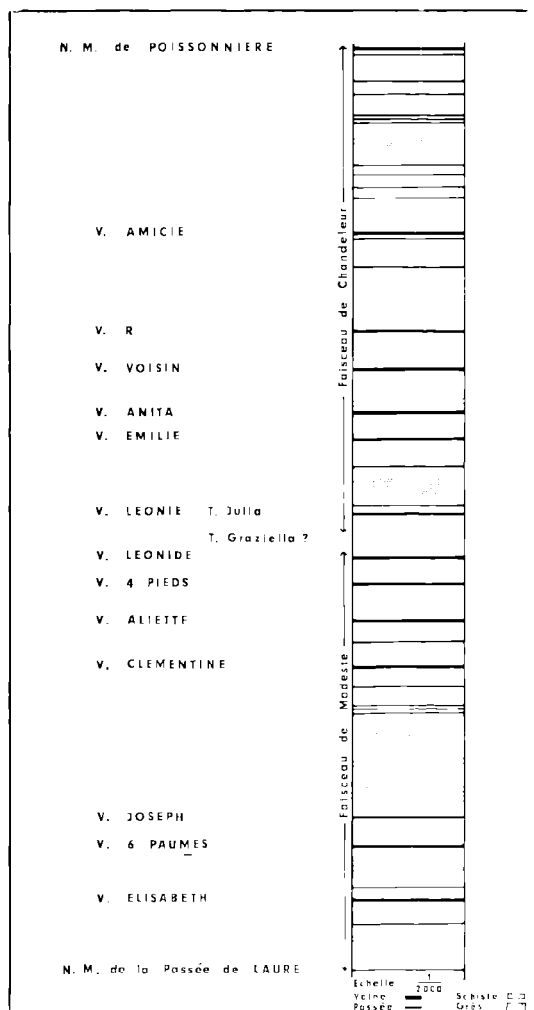 N. M. de POISSONNIERE
Faisceau de Chandeleur
V. AMICIE
V. R
V. VOISIN
V. ANITA
V. EMILIE
V. LEONIE T. Julia
T. Graziella ?
V. LEONIDE
V. 4 PIEDS
V. ALIETTE
Faisceau de Modeste
V. CLEMENTINE
V. JOSEPH
V. 6 PAUMES
V. ELISABETH
N. M. de la Passée de LAURE
Echelle 1/2000
Veine Schiste
Passée Grès